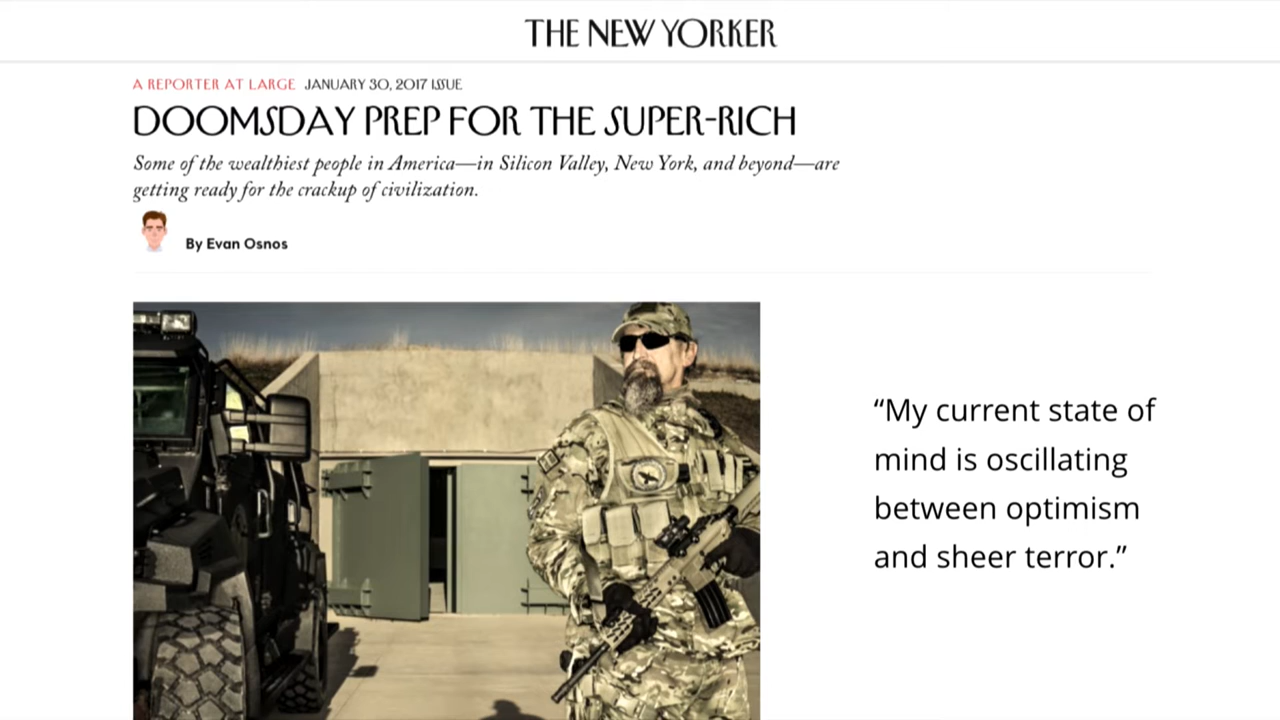 THE NEW YORKER
A REPORTER AT LARGE JANUARY 30, 2017 ISSUE
DOOMSDAY PREP FOR THE SUPER-RICH
Some of the wealthiest people in America—in Silicon Valley, New York, and beyond—are
getting ready for the crackup of civilization.
By Evan Osnos
“My current state of
mind is oscillating
between optimism
and sheer terror.”